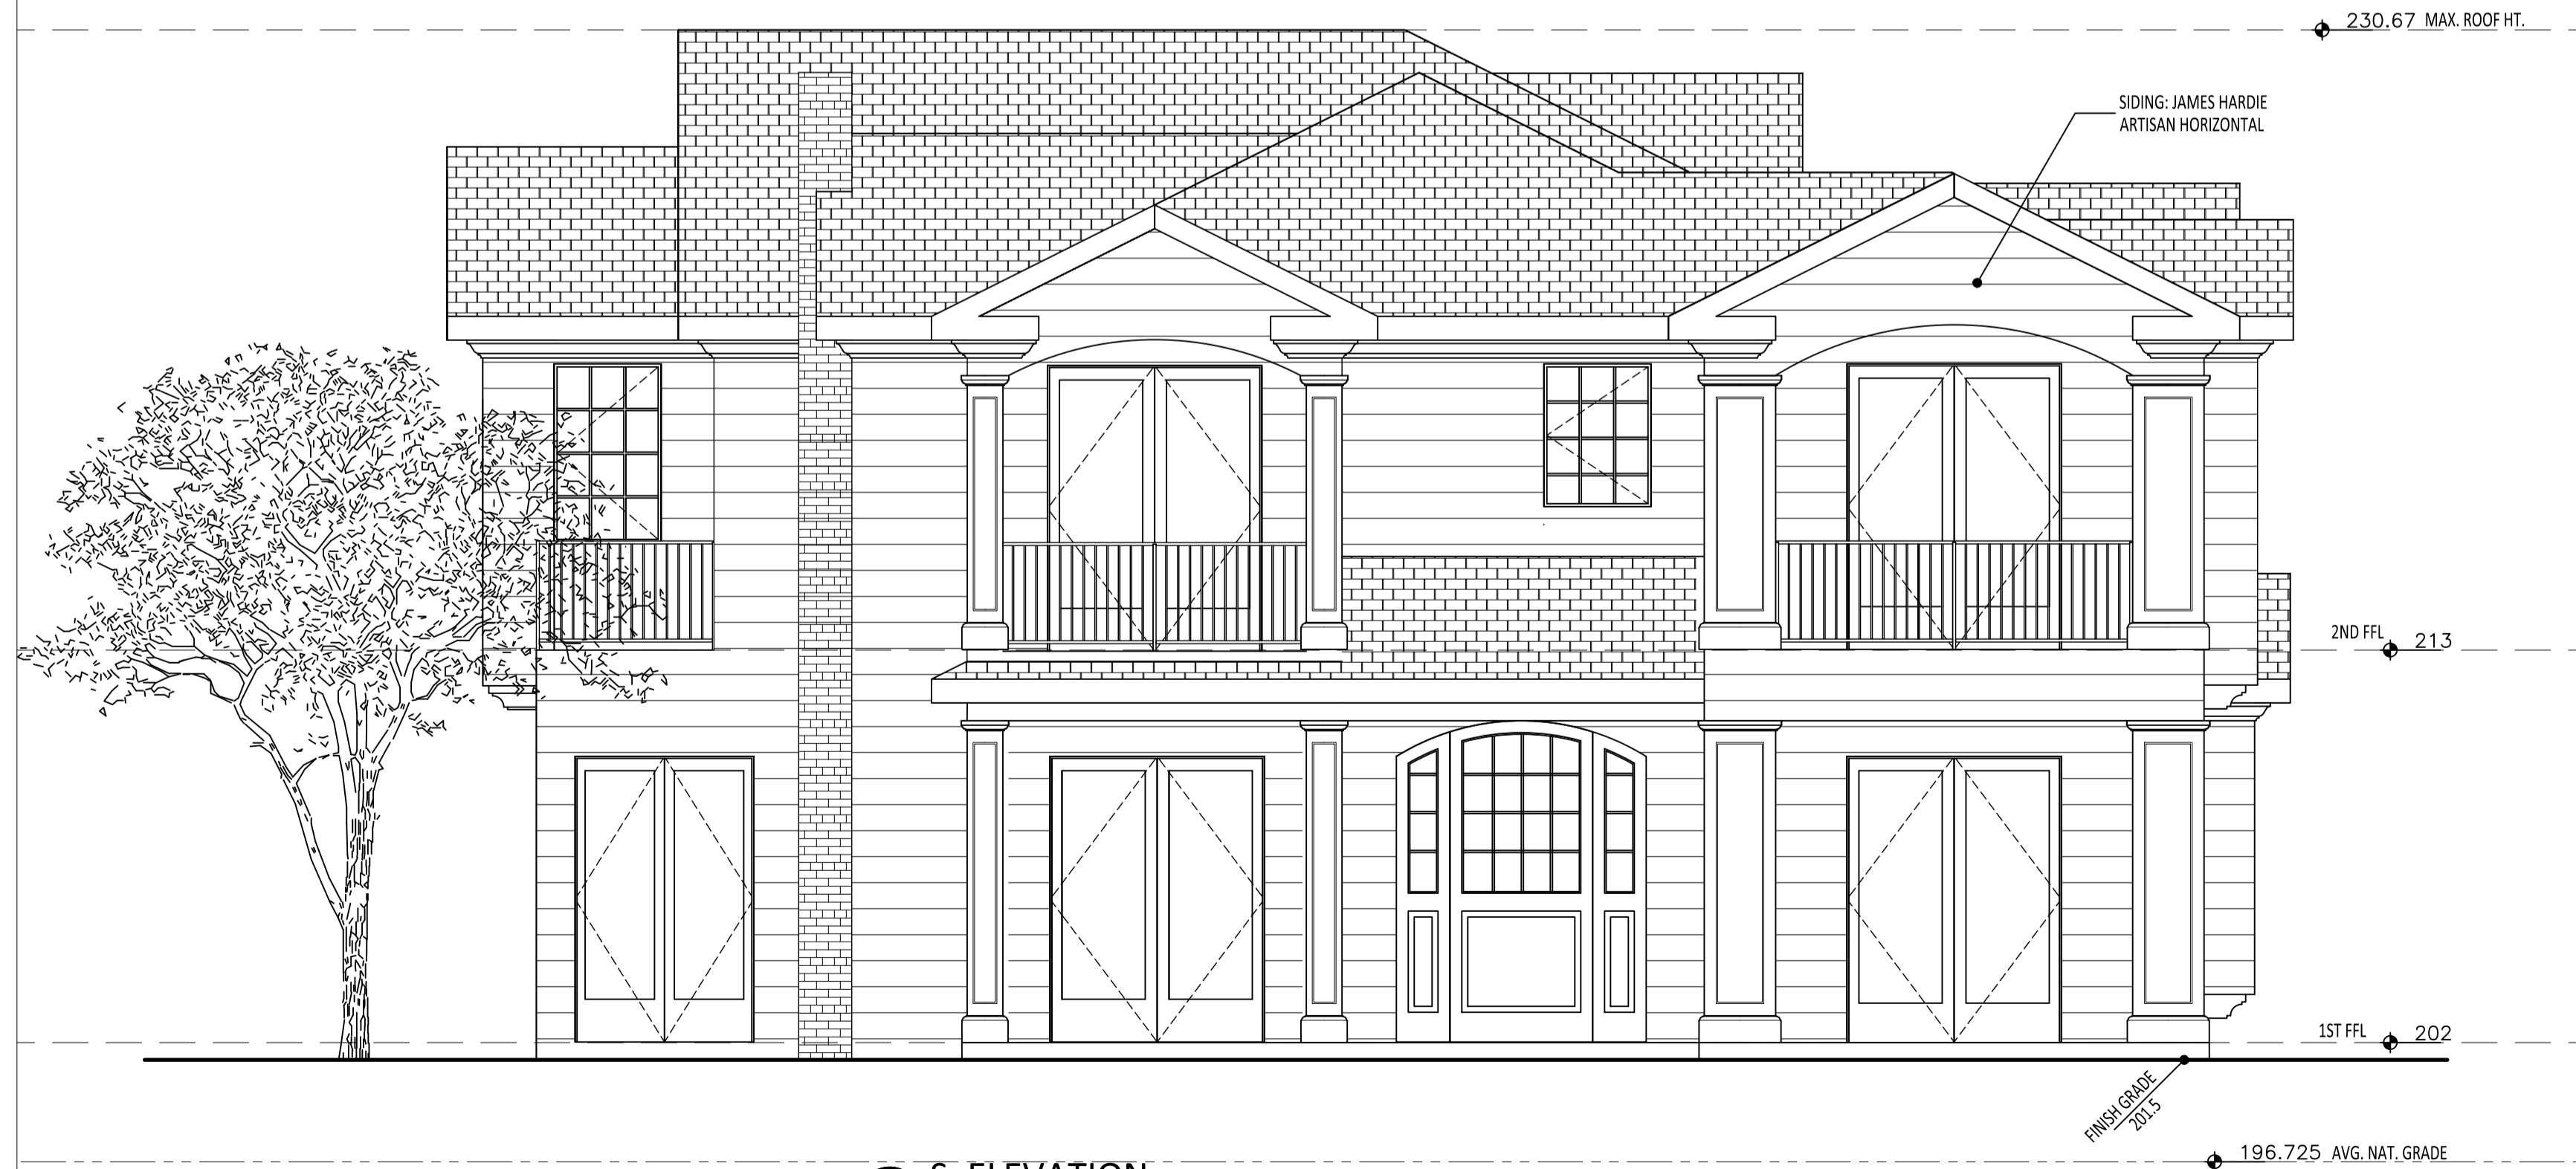 230.67 MAX. ROOF HT.
SIDING: JAMES HARDIE
ARTISAN HORIZONTAL
2ND FFL 213
1ST FFL 202
FINISH GRADE
201.5
196.725 AVG. NAT. GRADE
S. ELEVATION